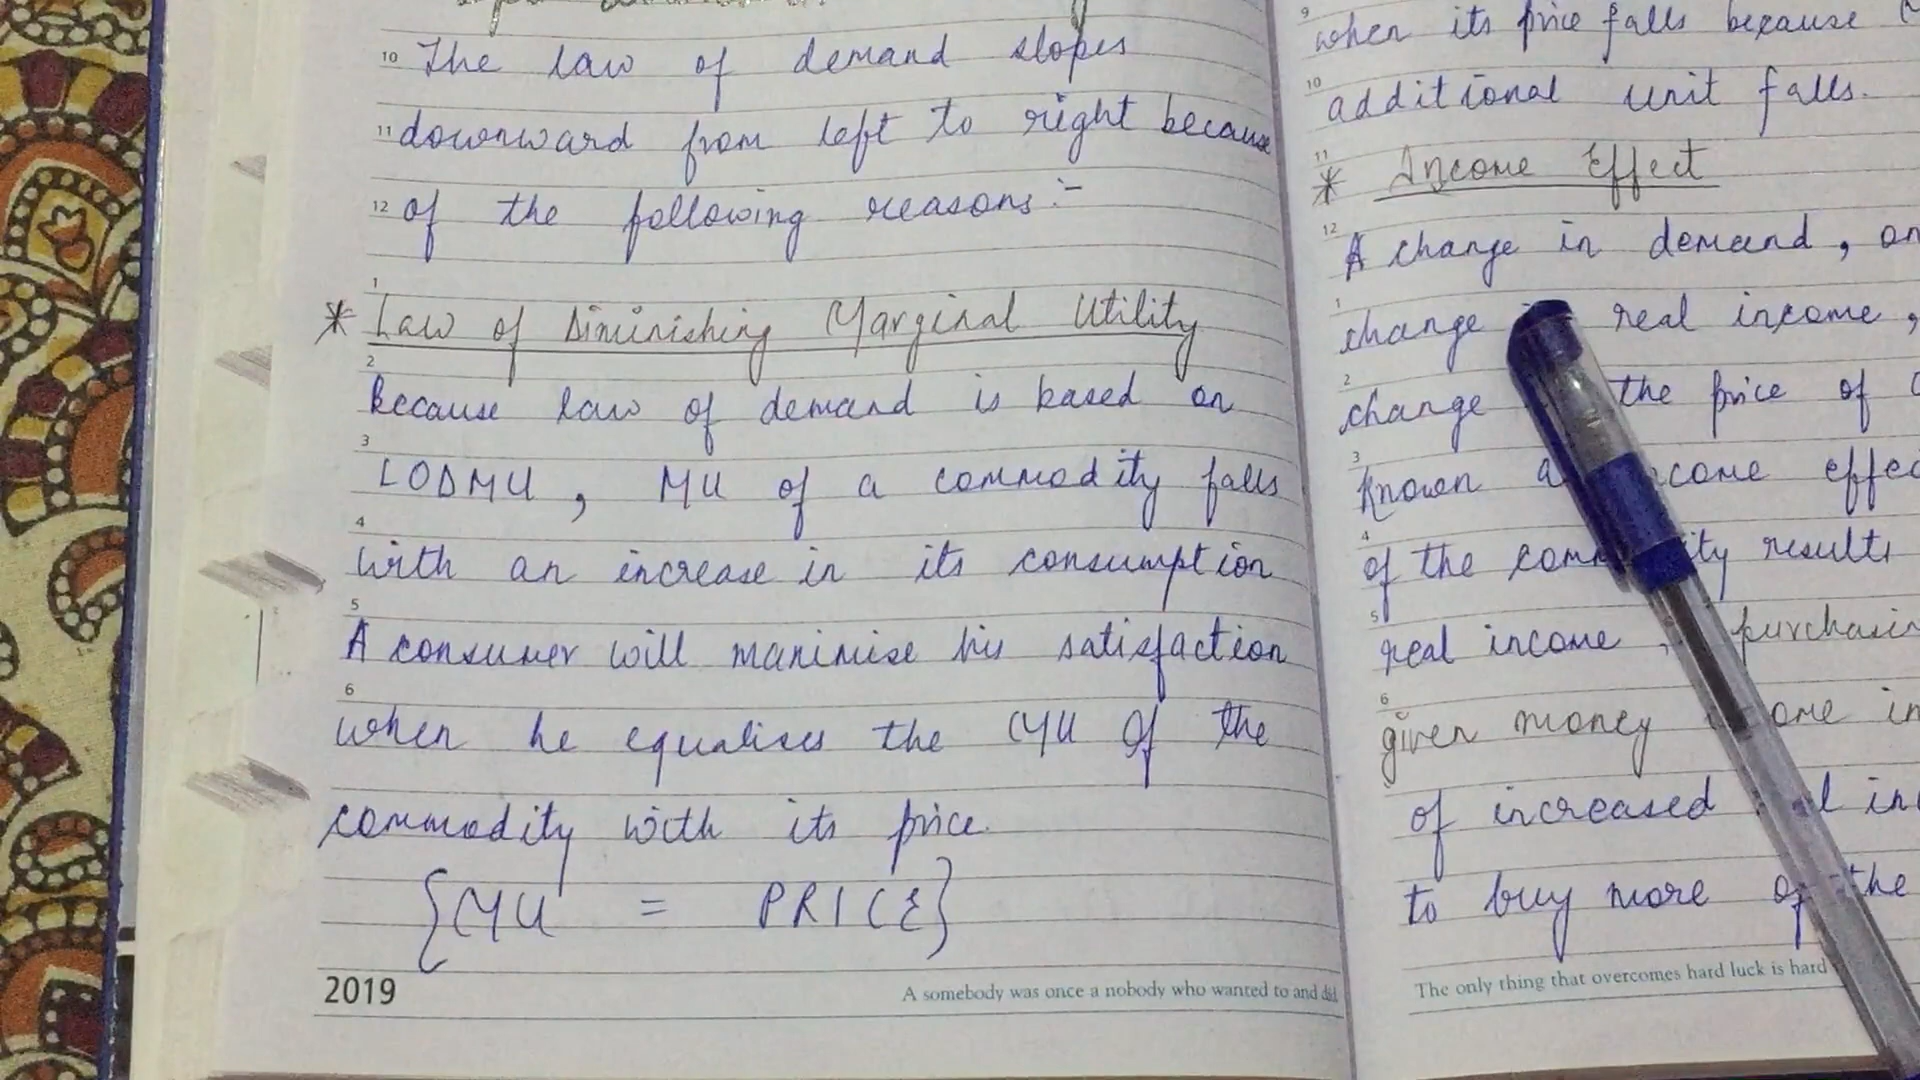 10 The law of demand slopes
11 downward from left to right because
12 of the following reasons :-
1
* Law of Diminishing Marginal Utility
2
Because law of demand is based on
3
LODMU , MU of a commodity falls
4
with an increase in its consumption
5
A consumer will maximise his satisfaction
6
when he equalises the MU of the
commodity with its price.
{MU = PRICE}
2019
A somebody was once a nobody who wanted to and did
9
when its price falls because
10
additional unit falls.
11
* Income Effect
12
A change in demand ,
1
change real income ,
2
change the price of
3
known
4
of the results
5
real income ,
6
given money
of increased
to buy more of the
The only thing that overcomes hard luck is hard